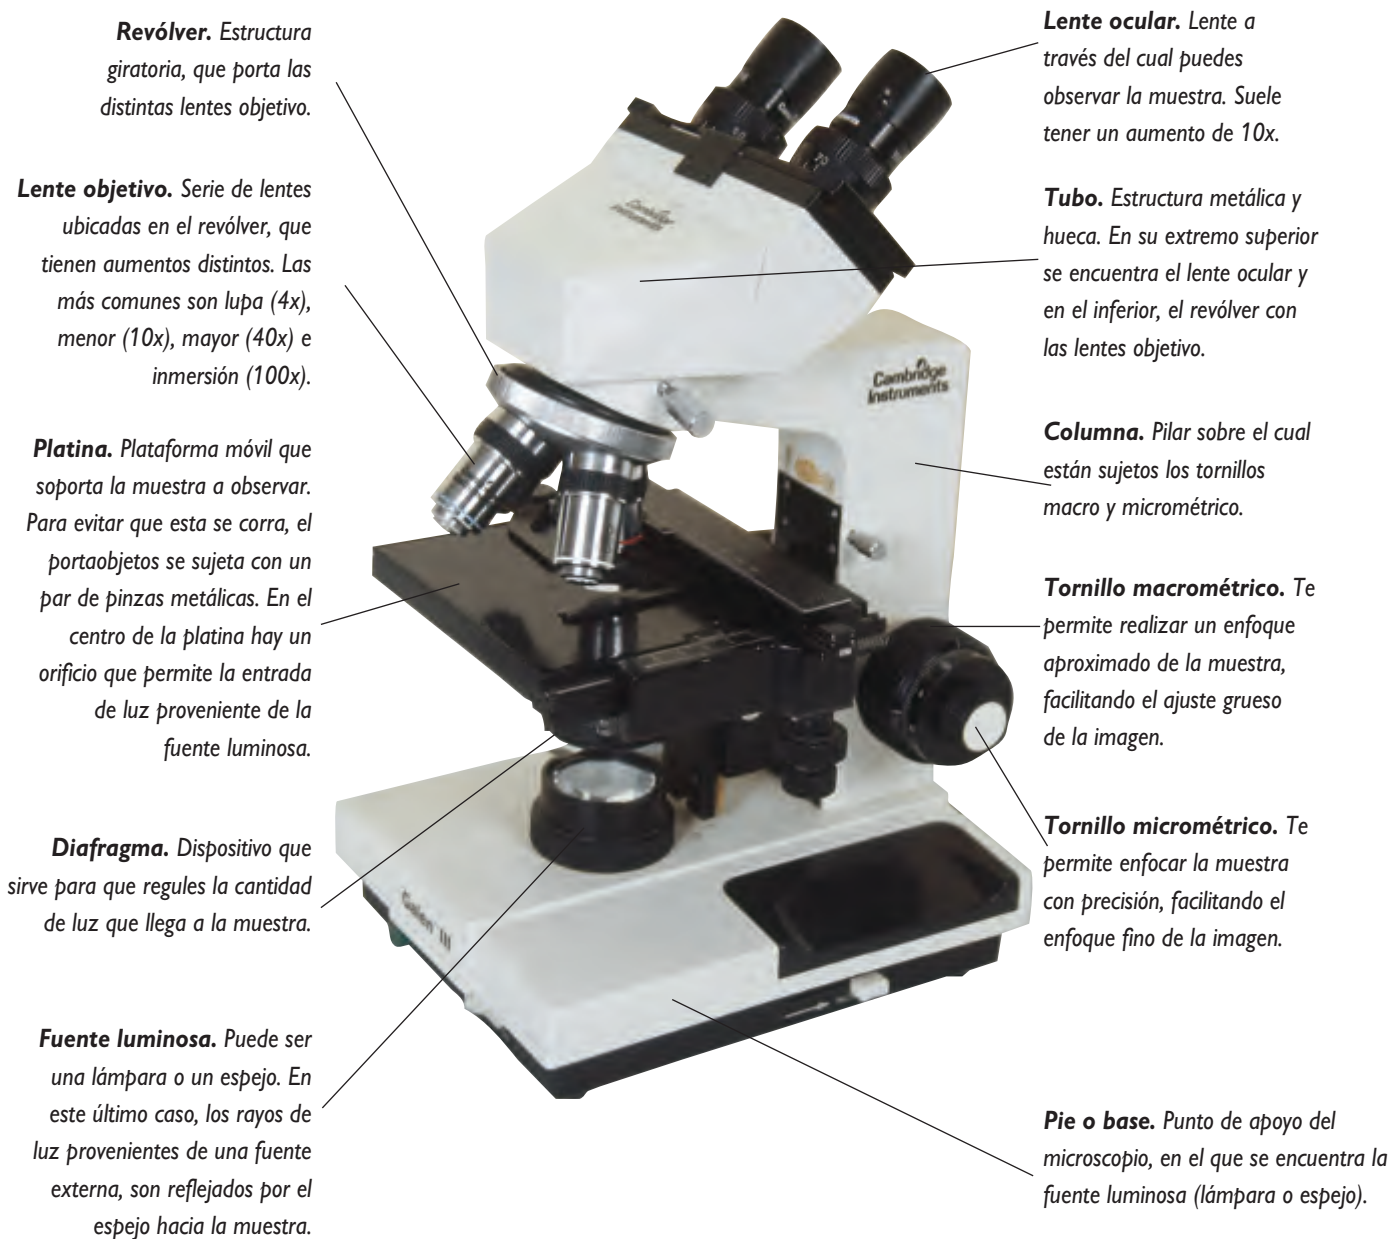 Revólver. Estructura
giratoria, que porta las
distintas lentes objetivo.
Lente objetivo. Serie de lentes
ubicadas en el revólver, que
tienen aumentos distintos. Las
más comunes son lupa (4x),
menor (10x), mayor (40x) e
inmersión (100x).
Platina. Plataforma móvil que
soporta la muestra a observar.
Para evitar que esta se corra, el
portaobjetos se sujeta con un
par de pinzas metálicas. En el
centro de la platina hay un
orificio que permite la entrada
de luz proveniente de la
fuente luminosa.
Diafragma. Dispositivo que
sirve para que regules la cantidad
de luz que llega a la muestra.
Fuente luminosa. Puede ser
una lámpara o un espejo. En
este último caso, los rayos de
luz provenientes de una fuente
externa, son reflejados por el
espejo hacia la muestra.
Cambridge
Instruments
Cambridge
Instruments
Galen III
Lente ocular. Lente a
través del cual puedes
observar la muestra. Suele
tener un aumento de 10x.
Tubo. Estructura metálica y
hueca. En su extremo superior
se encuentra el lente ocular y
en el inferior, el revólver con
las lentes objetivo.
Columna. Pilar sobre el cual
están sujetos los tornillos
macro y micrométrico.
Tornillo macrométrico. Te
permite realizar un enfoque
aproximado de la muestra,
facilitando el ajuste grueso
de la imagen.
Tornillo micrométrico. Te
permite enfocar la muestra
con precisión, facilitando el
enfoque fino de la imagen.
Pie o base. Punto de apoyo del
microscopio, en el que se encuentra la
fuente luminosa (lámpara o espejo).